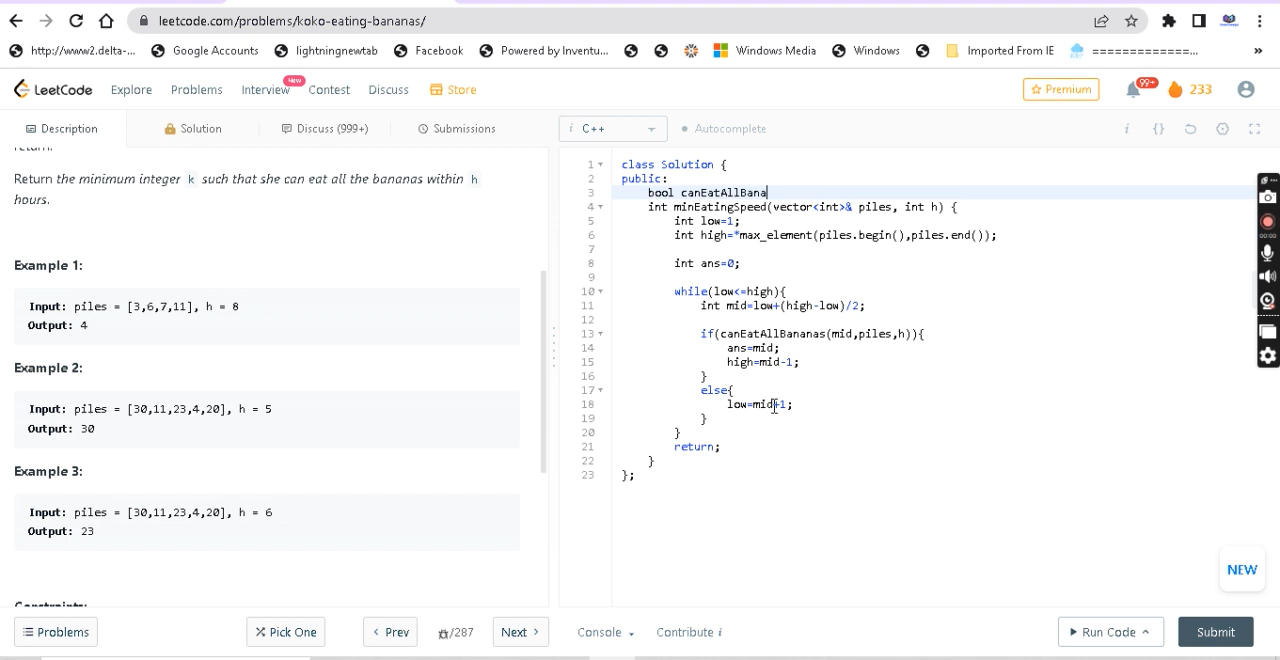 leetcode.com/problems/koko-eating-bananas/
http://www2.delta-... Google Accounts lightningnewtab Facebook Powered by Inventu... Windows Media Windows Imported From IE =============... »
LeetCode Explore Problems Interview New Contest Discuss Store Premium 99+ 233
Description Solution Discuss (999+) Submissions i C++ Autocomplete i {}
return.
Return the minimum integer k such that she can eat all the bananas within h
hours.
Example 1:
Input: piles = [3,6,7,11], h = 8
Output: 4
Example 2:
Input: piles = [30,11,23,4,20], h = 5
Output: 30
Example 3:
Input: piles = [30,11,23,4,20], h = 6
Output: 23
Constraints:
1 class Solution {
2 public:
3 bool canEatAllBana
4 int minEatingSpeed(vector<int>& piles, int h) {
5 int low=1;
6 int high=*max_element(piles.begin(),piles.end());
7
8 int ans=0;
9
10 while(low<=high){
11 int mid=low+(high-low)/2;
12
13 if(canEatAllBananas(mid,piles,h)){
14 ans=mid;
15 high=mid-1;
16 }
17 else{
18 low=mid+1;
19 }
20 }
21 return;
22 }
23 };
00:00
NEW
Problems Pick One < Prev /287 Next > Console Contribute i Run Code Submit